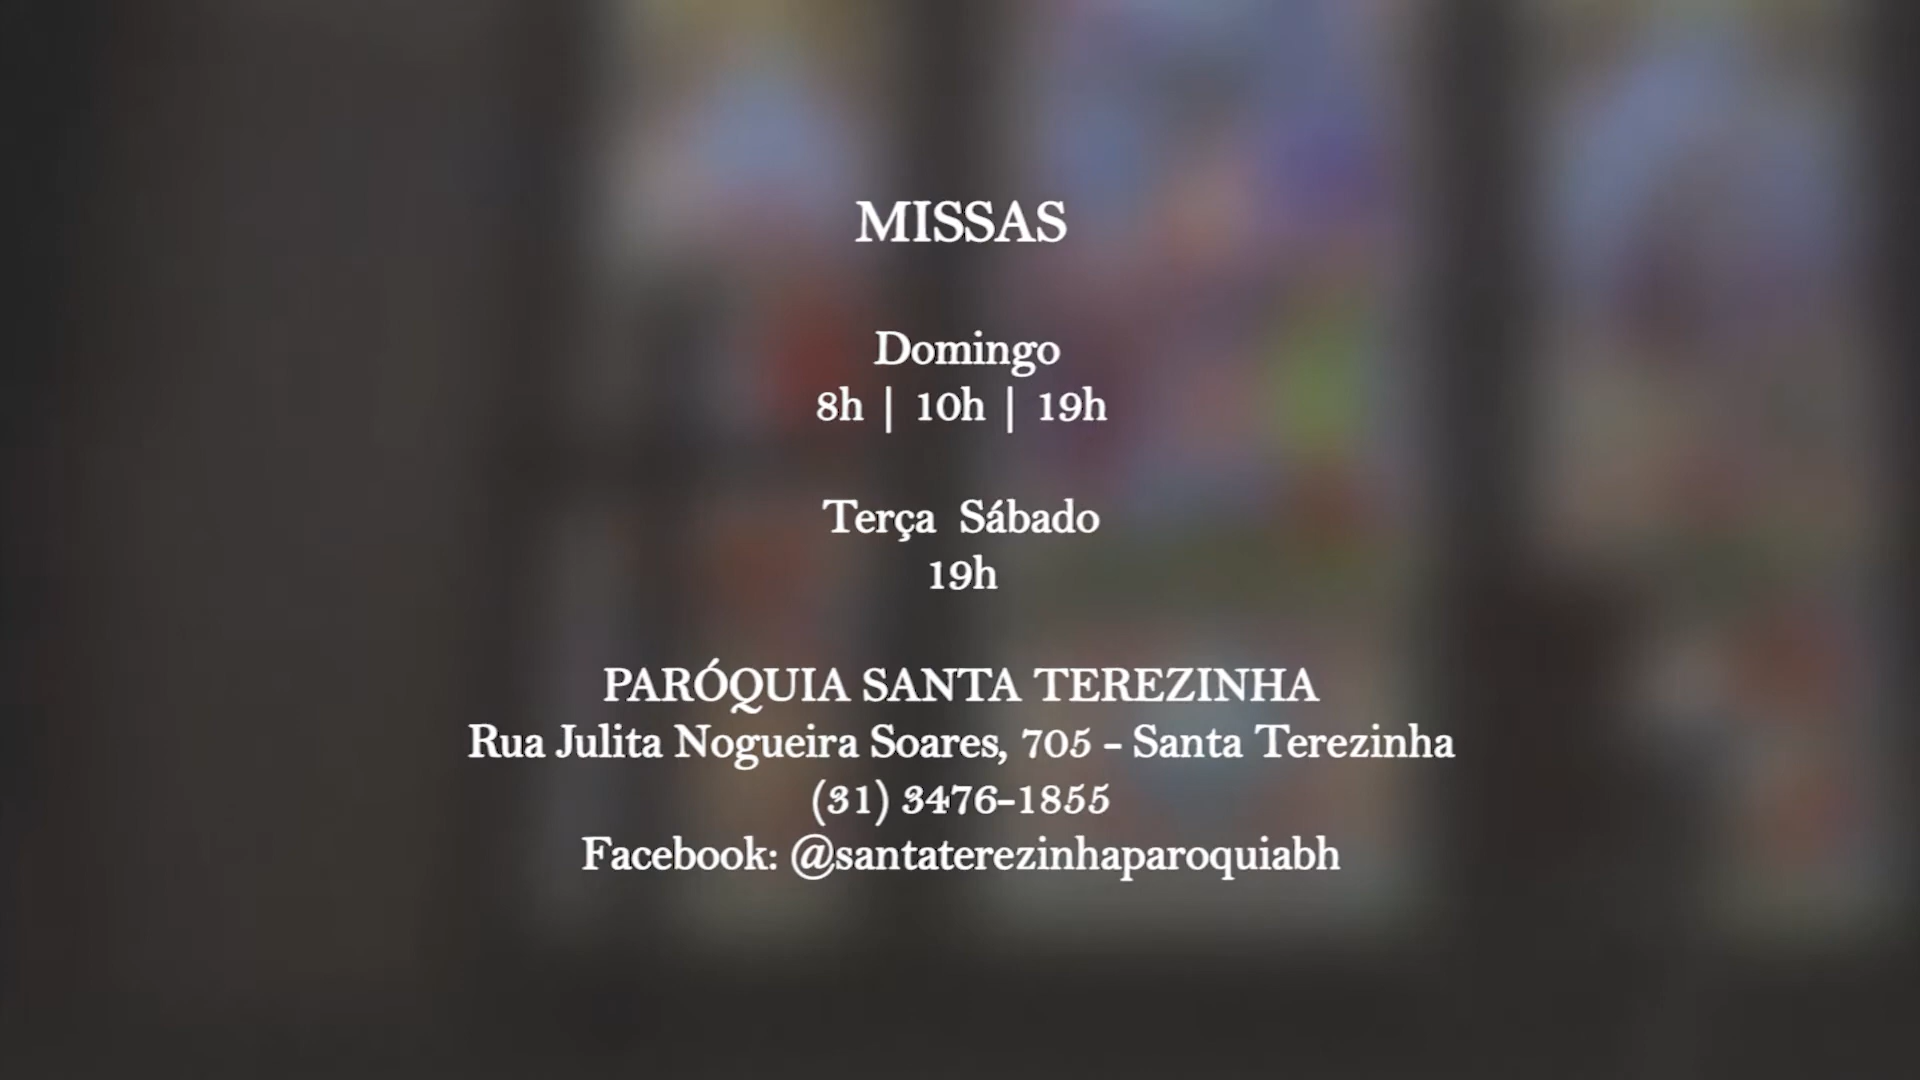 MISSAS
Domingo
8h | 10h | 19h
Terça Sábado
19h
PARÓQUIA SANTA TEREZINHA
Rua Julita Nogueira Soares, 705 - Santa Terezinha
(31) 3476-1855
Facebook: @santaterezinhaparoquiabh